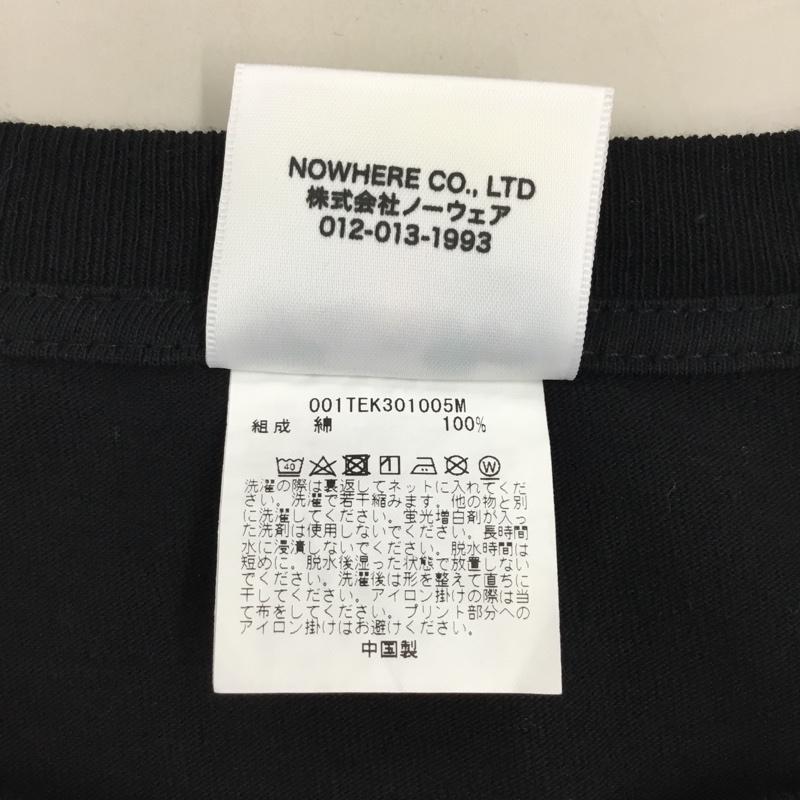 NOWHERE CO., LTD
株式会社ノーウェア
012-013-1993
001TEK301005M
組成 綿 100%
40 W
洗濯の際は裏返してネットに入れてくだ
さい。洗濯で若干縮みます。他の物と別
に洗濯してください。蛍光増白剤が入っ
た洗剤は使用しないでください。長時間
水に浸漬しないでください。脱水時間は
短めに。脱水後湿った状態で放置しない
でください。洗濯後は形を整えて直ちに
干してください。アイロン掛けの際は当
て布をしてください。プリント部分への
アイロン掛けはお避けください。
中国製